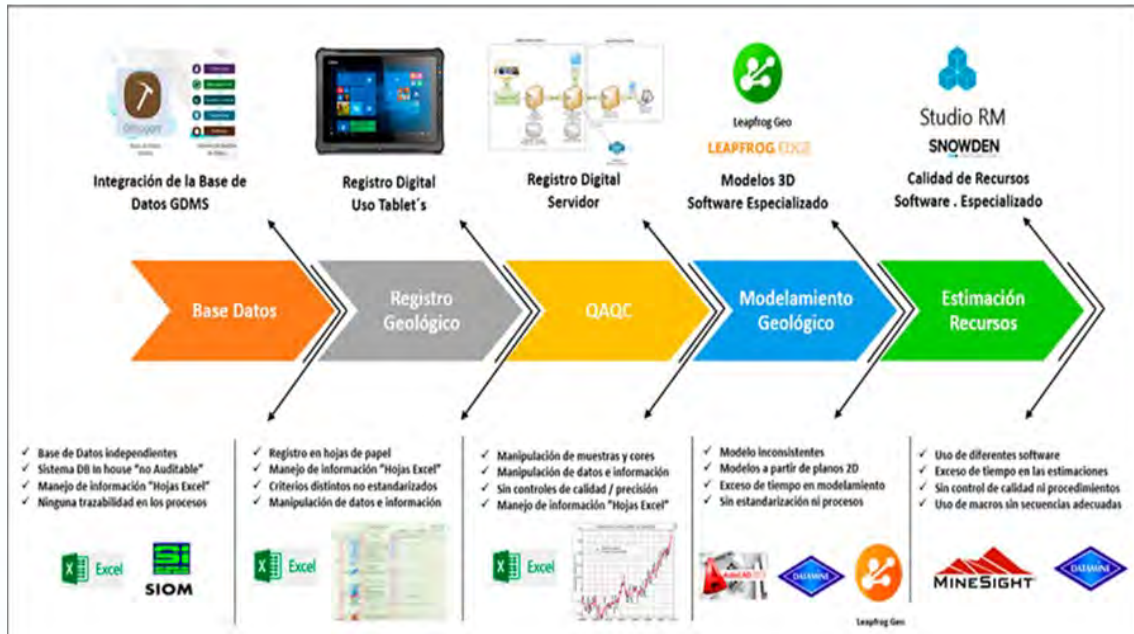 Leapfrog Geo
LEAPFROG EDGE
Studio RM
SNOWDEN
Integración de la Base de
Datos GDMS
Registro Digital
Uso Tablet´s
Registro Digital
Servidor
Modelos 3D
Software Especializado
Calidad de Recursos
Software . Especializado
Base Datos
Registro
Geológico
QAQC
Modelamiento
Geológico
Estimación
Recursos
✓ Base de Datos independientes
✓ Sistema DB In house "no Auditable"
✓ Manejo de información "Hojas Excel"
✓ Ninguna trazabilidad en los procesos
Excel
SIOM
✓ Registro en hojas de papel
✓ Manejo de información "Hojas Excel"
✓ Criterios distintos no estandarizados
✓ Manipulación de datos e información
Excel
✓ Manipulación de muestras y cores
✓ Manipulación de datos e información
✓ Sin controles de calidad / precisión
✓ Manejo de información "Hojas Excel"
Excel
✓ Modelo inconsistentes
✓ Modelos a partir de planos 2D
✓ Exceso de tiempo en modelamiento
✓ Sin estandarización ni procesos
AutoCAD
DATAMINE
Leapfrog Geo
✓ Uso de diferentes software
✓ Exceso de tiempo en las estimaciones
✓ Sin control de calidad ni procedimientos
✓ Uso de macros sin secuencias adecuadas
MINESIGHT
DATAMINE